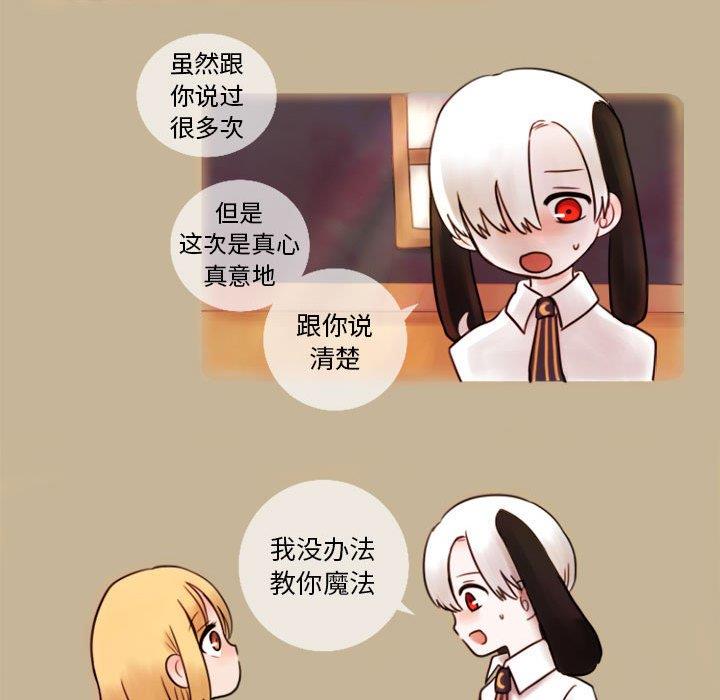 虽然跟
你说过
很多次
但是
这次是真心
真意地
跟你说
清楚
我没办法
教你魔法